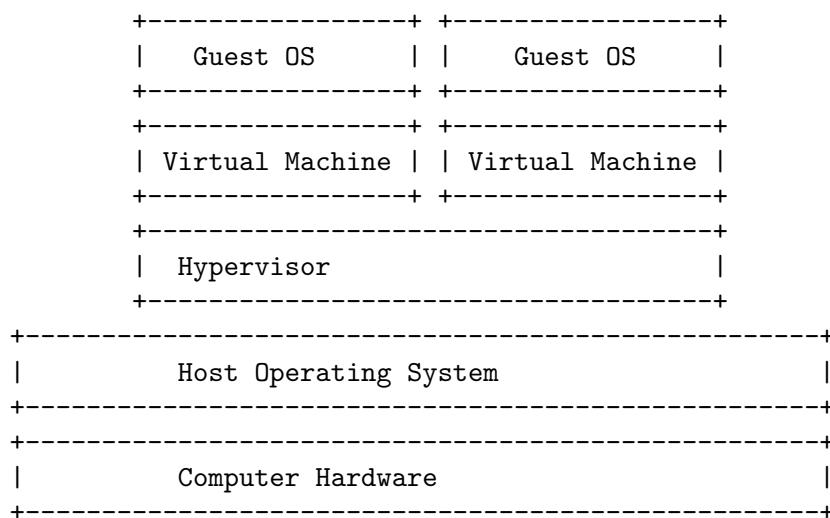 Guest OS Guest OS
Virtual Machine Virtual Machine
Hypervisor
Host Operating System
Computer Hardware